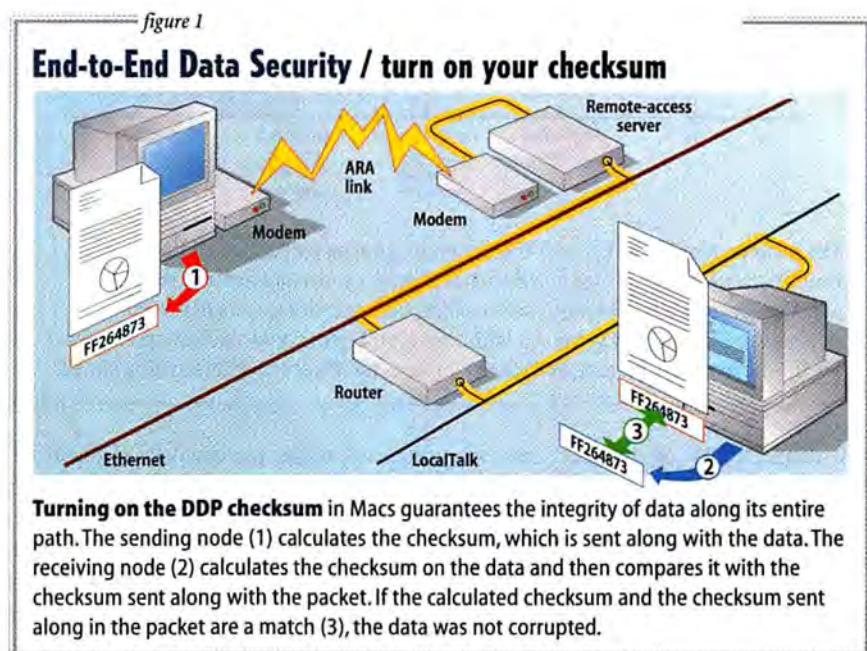 figure 1
End-to-End Data Security / turn on your checksum
Remote-access
server
ARA
link
Modem
Modem
1
FF264873
Router
FF264873
3
FF264873
2
Ethernet
LocalTalk
Turning on the DDP checksum in Macs guarantees the integrity of data along its entire
path. The sending node (1) calculates the checksum, which is sent along with the data. The
receiving node (2) calculates the checksum on the data and then compares it with the
checksum sent along with the packet. If the calculated checksum and the checksum sent
along in the packet are a match (3), the data was not corrupted.